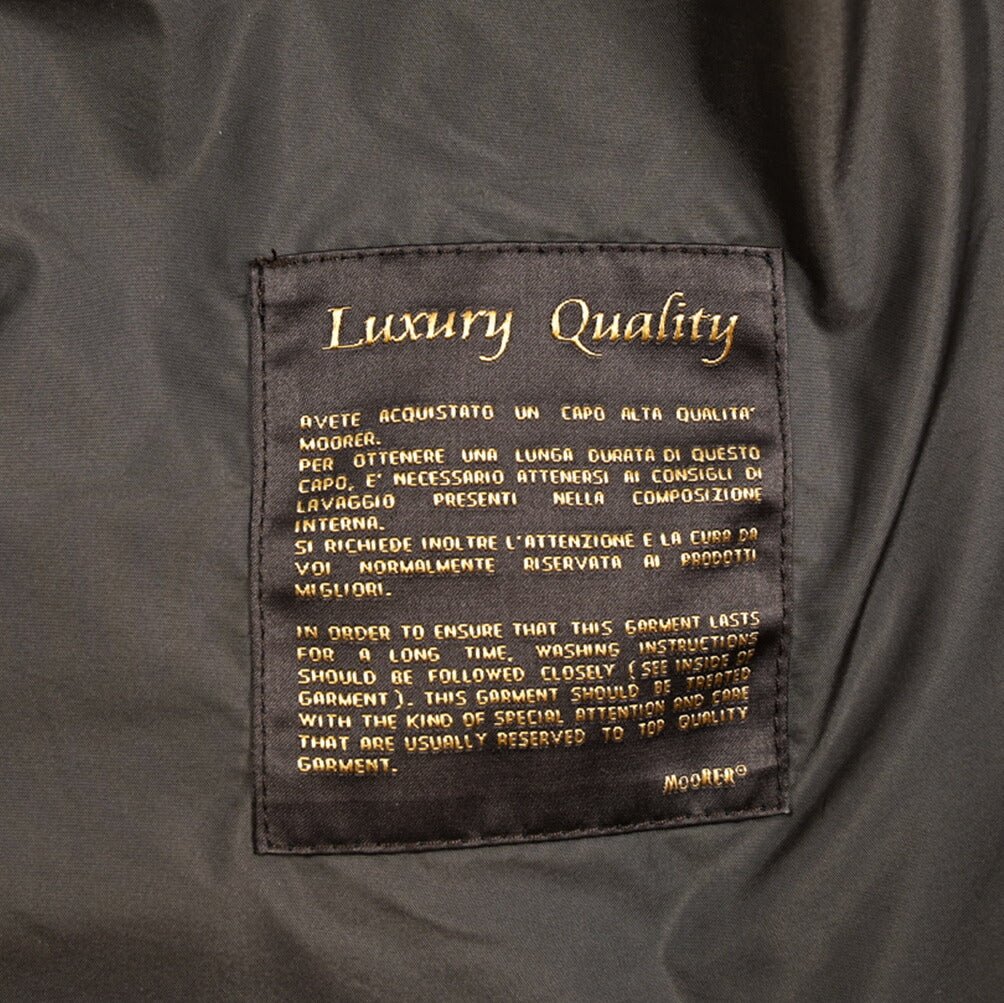 Luxury Quality
AVETE ACQUISTATO UN CAPO ALTA QUALITA'
MOORER.
PER OTTENERE UNA LUNGA DURATA DI QUESTO
CAPO, E' NECESSARIO ATTENERSI AI CONSIGLI DI
LAVAGGIO PRESENTI NELLA COMPOSIZIONE
INTERNA.
SI RICHIEDE INOLTRE L'ATTENZIONE E LA CURA DA
VOI NORMALMENTE RISERVATA AI PRODOTTI
MIGLIORI.
IN ORDER TO ENSURE THAT THIS GARMENT LASTS
FOR A LONG TIME, WASHING INSTRUCTIONS
SHOULD BE FOLLOWED CLOSELY (SEE INSIDE OF
GARMENT). THIS GARMENT SHOULD BE TREATED
WITH THE KIND OF SPECIAL ATTENTION AND CARE
THAT ARE USUALLY RESERVED TO TOP QUALITY
GARMENT.
MOORER®